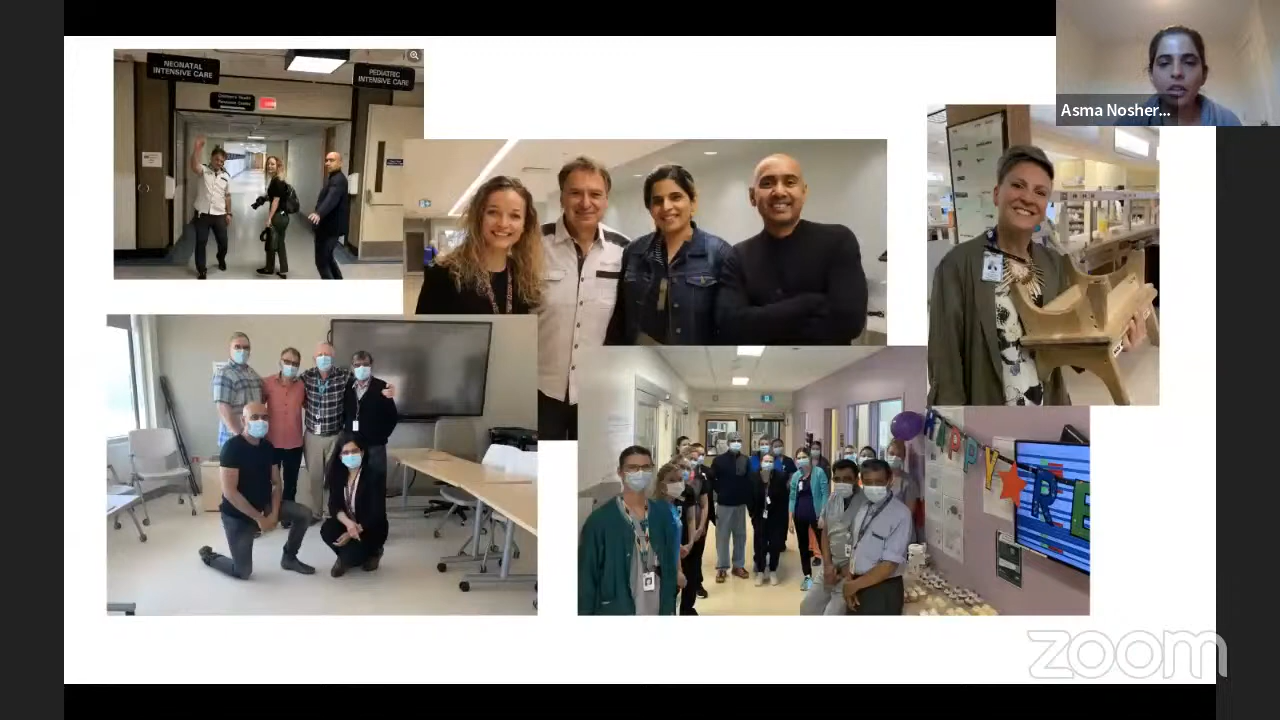 NEONATAL
INTENSIVE CARE
PEDIATRIC
INTENSIVE CARE
Asma Nosher...
HAPPY
RE
zoom